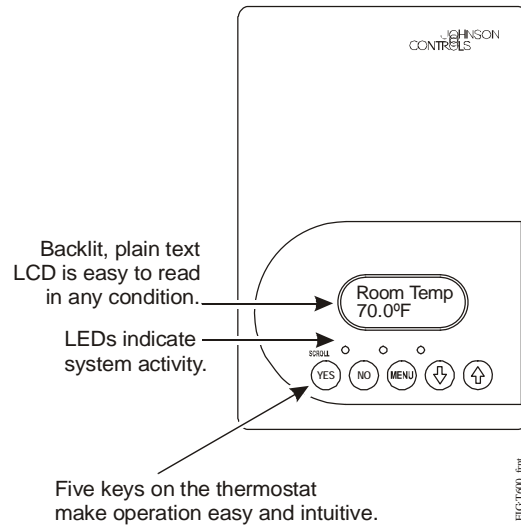 JOHNSON
CONTROLS
Backlit, plain text
LCD is easy to read
in any condition.
Room Temp
70.0ºF
LEDs indicate
system activity.
SCROLL
YES NO MENU
Five keys on the thermostat
make operation easy and intuitive.